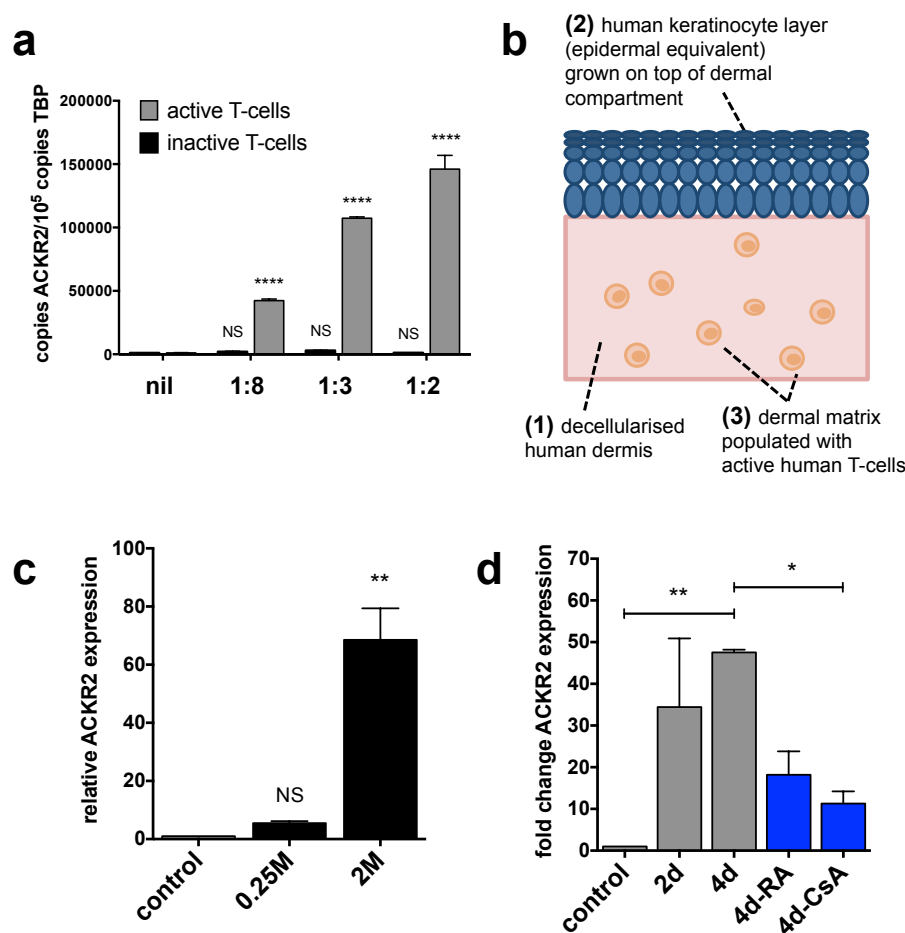 a
copies ACKR2/10⁵ copies TBP
200000
150000
100000
50000
0
active T-cells
inactive T-cells
NS
****
NS
****
NS
****
nil
1:8
1:3
1:2
b
(2) human keratinocyte layer
(epidermal equivalent)
grown on top of dermal
compartment
(1) decellularised
human dermis
(3) dermal matrix
populated with
active human T-cells
c
relative ACKR2 expression
100
80
60
40
20
0
NS
**
control
0.25M
2M
d
fold change ACKR2 expression
70
60
50
40
30
20
10
0
**
*
control
2d
4d
4d-RA
4d-CsA